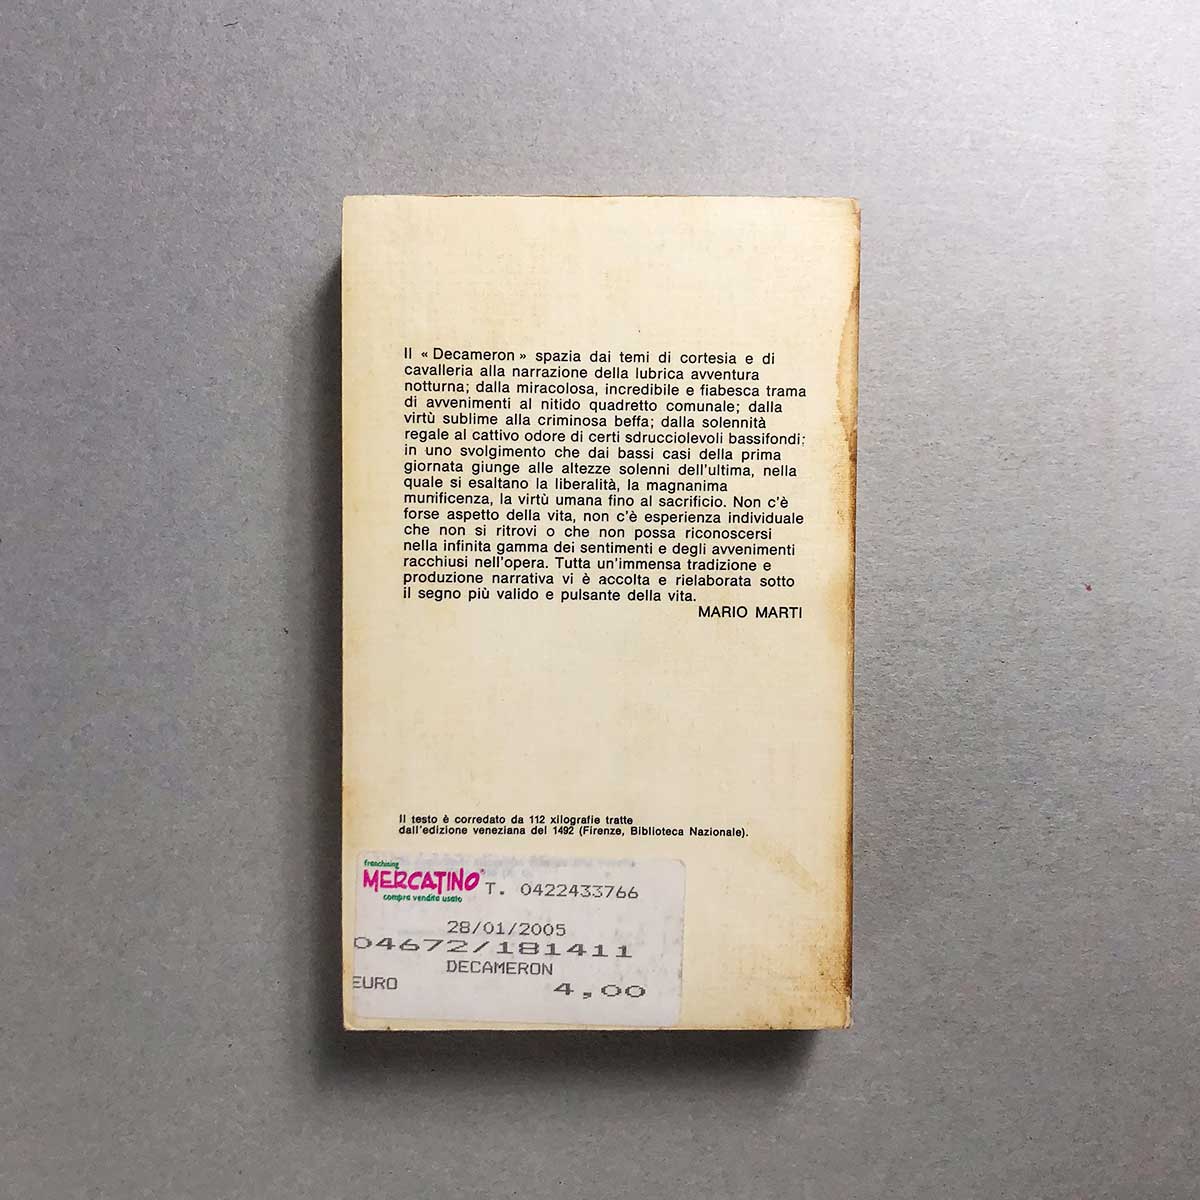 Il « Decameron » spazia dai temi di cortesia e di
cavalleria alla narrazione della lubrica avventura
notturna; dalla miracolosa, incredibile e fiabesca trama
di avvenimenti al nitido quadretto comunale; dalla
virtù sublime alla criminosa beffa; dalla solennità
regale al cattivo odore di certi sdrucciolevoli bassifondi:
in uno svolgimento che dai bassi casi della prima
giornata giunge alle altezze solenni dell'ultima, nella
quale si esaltano la liberalità, la magnanima
munificenza, la virtù umana fino al sacrificio. Non c'è
forse aspetto della vita, non c'è esperienza individuale
che non si ritrovi o che non possa riconoscersi
nella infinita gamma dei sentimenti e degli avvenimenti
racchiusi nell'opera. Tutta un'immensa tradizione e
produzione narrativa vi è accolta e rielaborata sotto
il segno più valido e pulsante della vita.
MARIO MARTI
Il testo è corredato da 112 xilografie tratte
dall'edizione veneziana del 1492 (Firenze, Biblioteca Nazionale).
franchising
MERCATINO® T. 0422433766
compra vendita usato
28/01/2005
04672/181411
DECAMERON
EURO 4,00